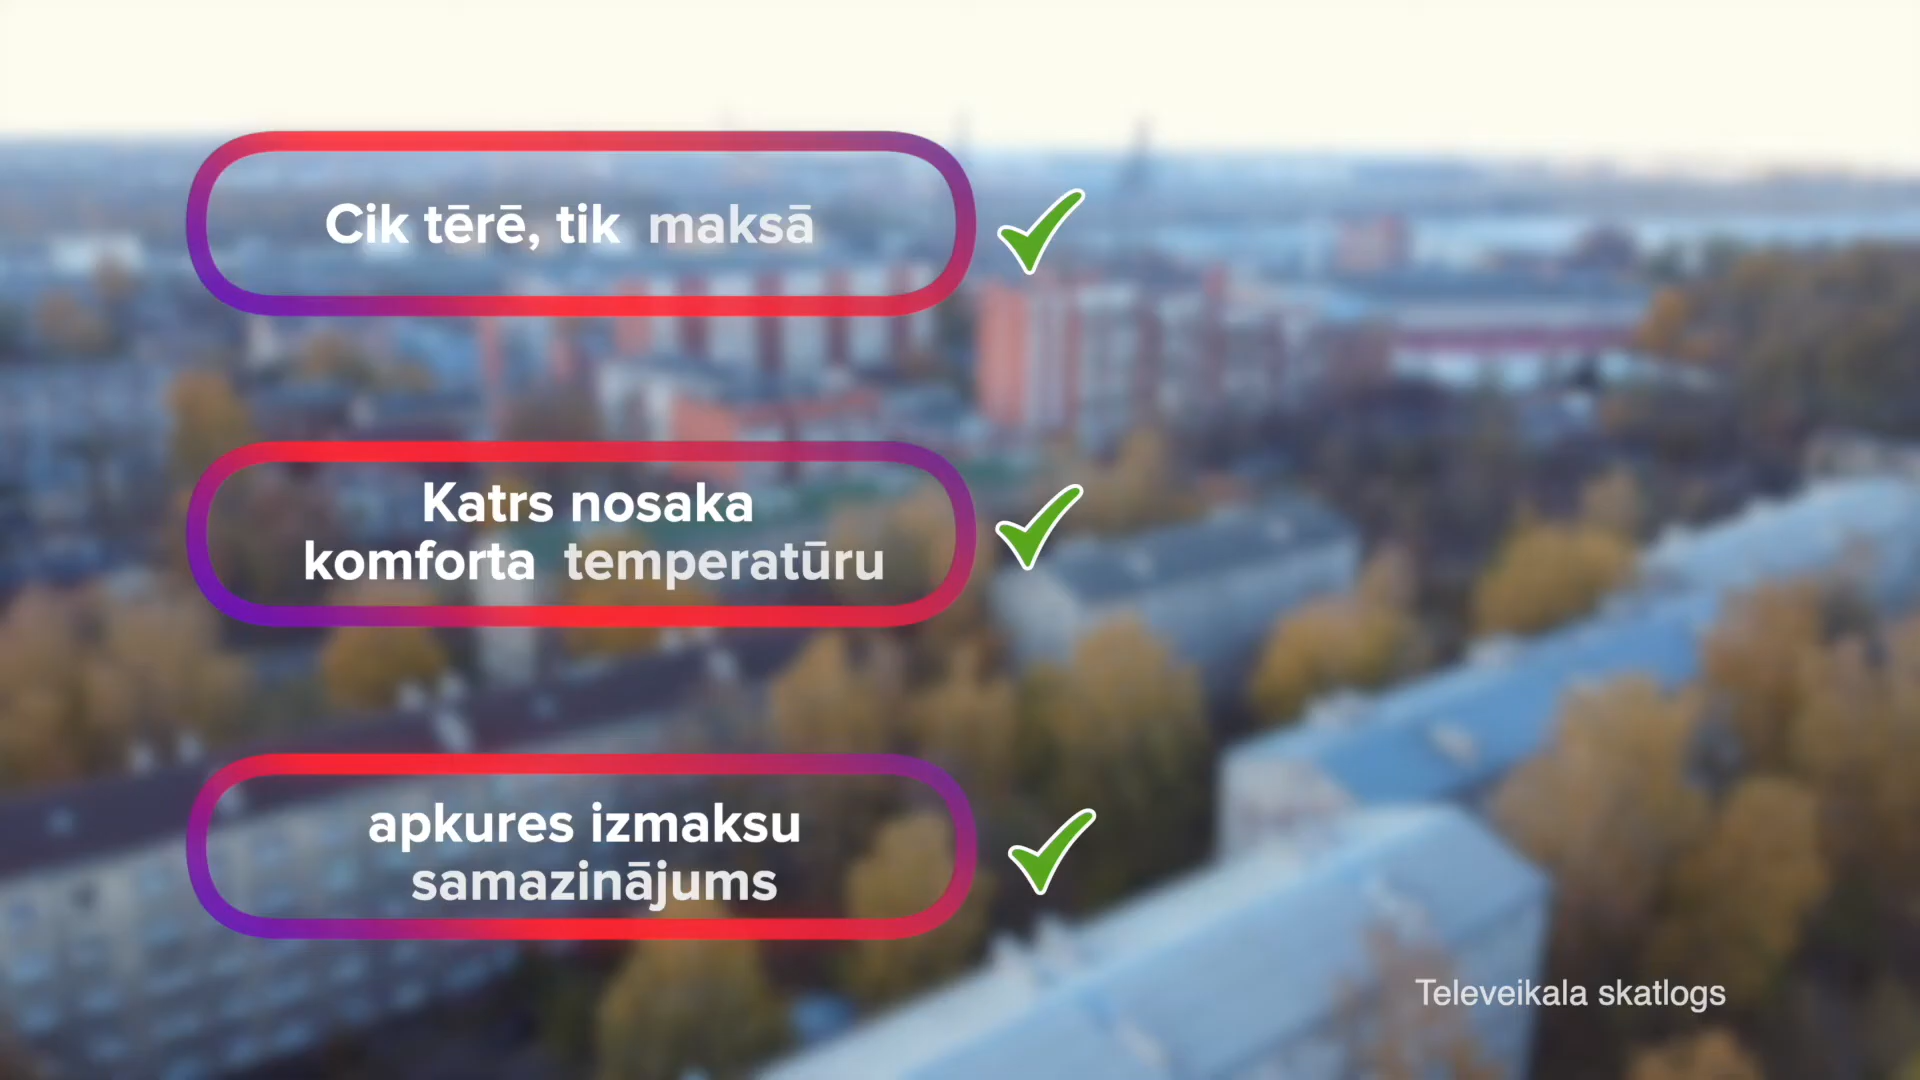 Cik tērē, tik maksā
Katrs nosaka
komforta temperatūru
apkures izmaksu
samazinājums
Televeikala skatlogs